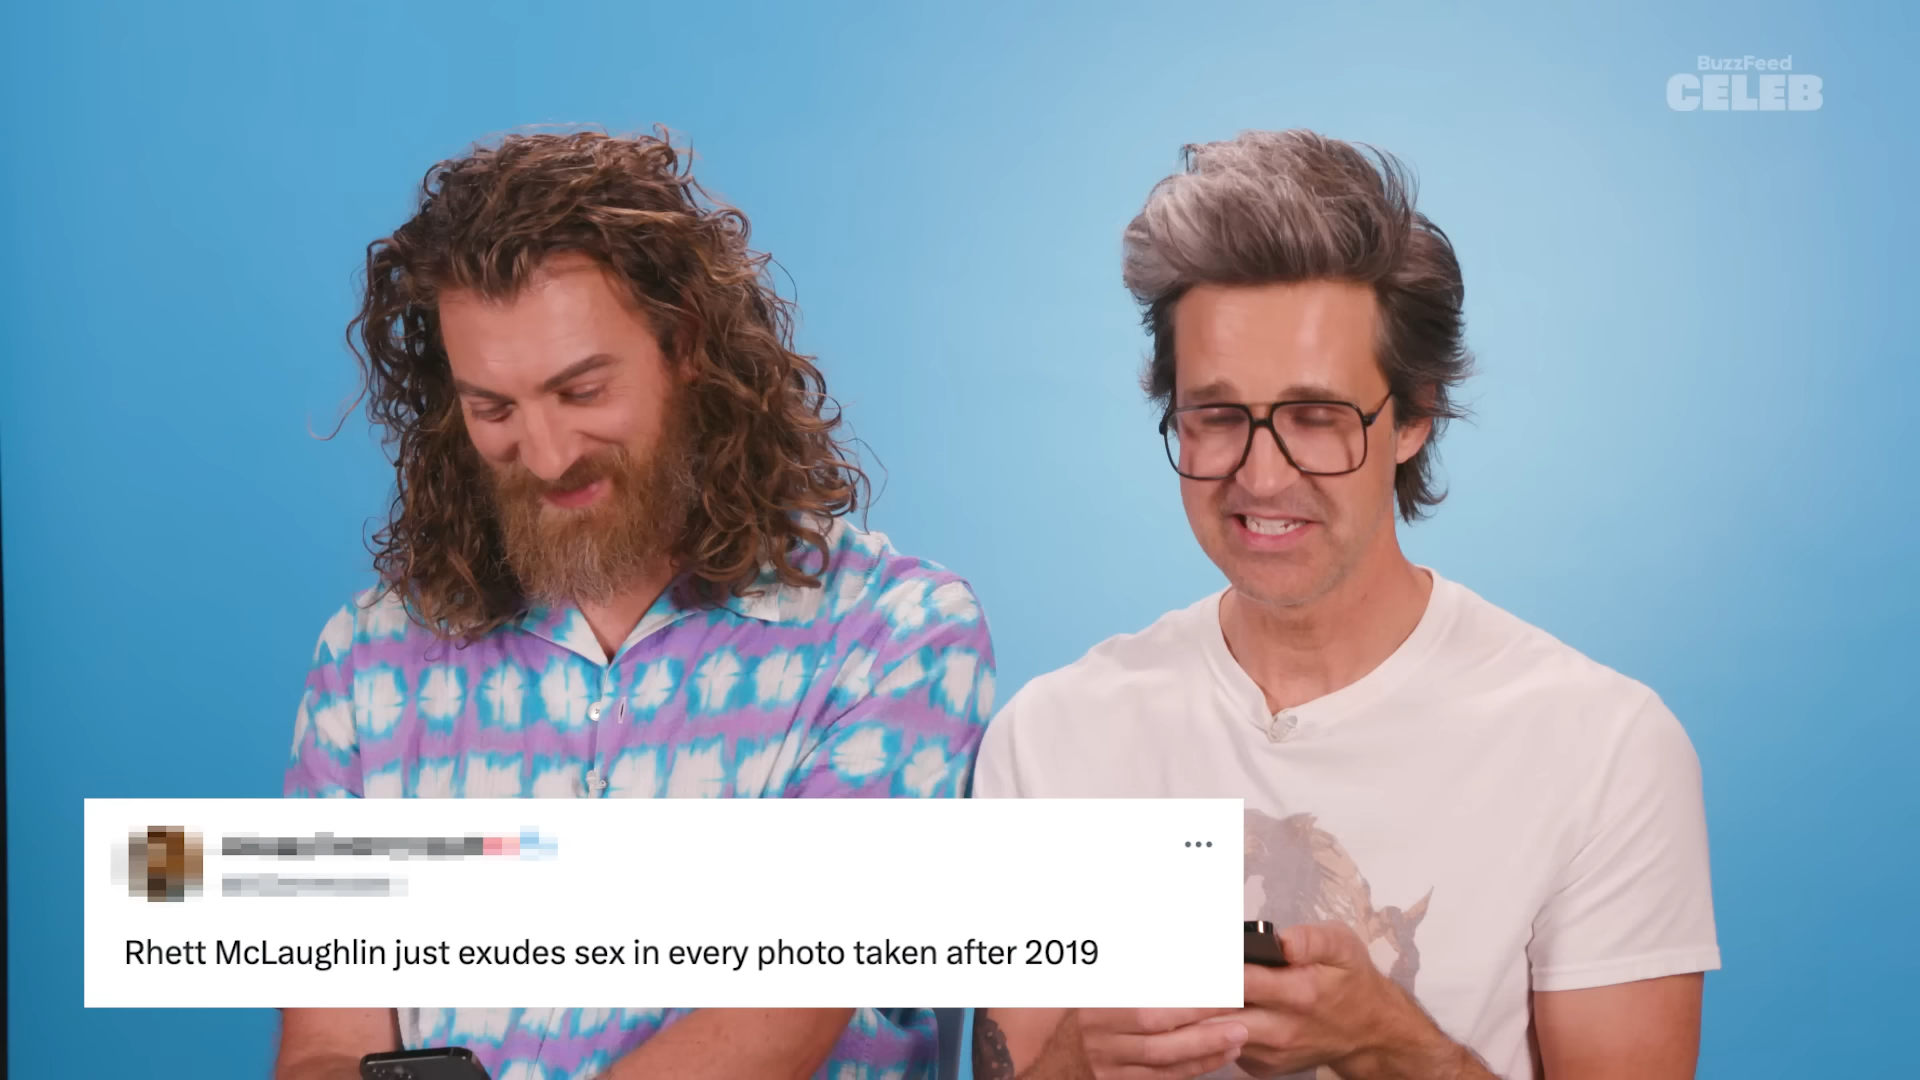 BuzzFeed
CELEB
Rhett McLaughlin just exudes sex in every photo taken after 2019